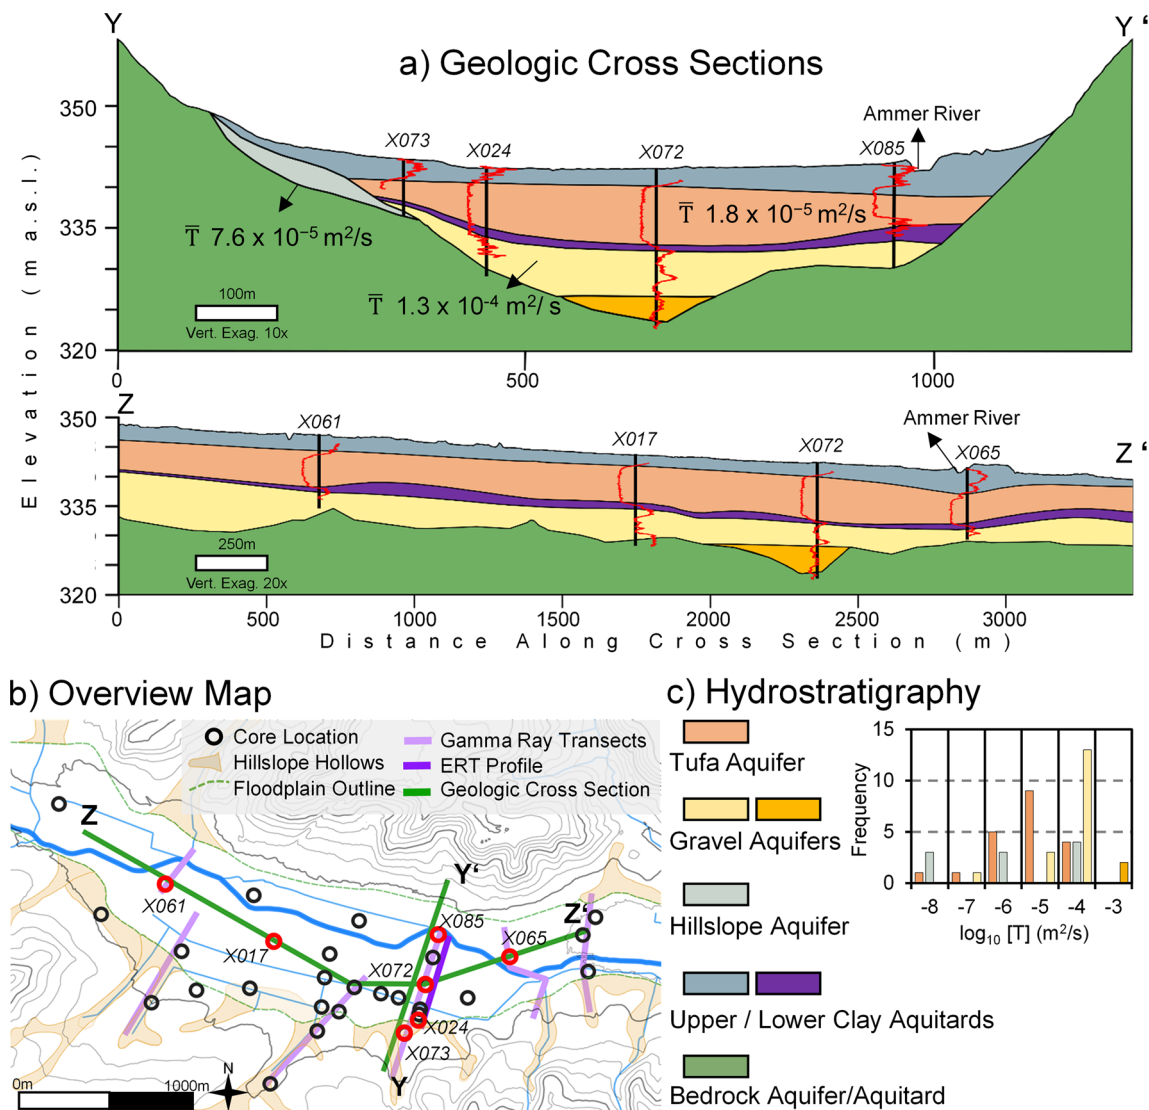 Y
Y‘
a) Geologic Cross Sections
350
335
320
Elevation (m a.s.l.)
X073
X024
X072
X085
Ammer River
T̅ 7.6 x 10⁻⁵ m²/s
T̅ 1.8 x 10⁻⁵ m²/s
T̅ 1.3 x 10⁻⁴ m²/ s
100m
Vert. Exag. 10x
0
500
1000
Z
Z‘
350
335
320
X061
X017
X072
Ammer River
X065
250m
Vert. Exag. 20x
0
500
1000
1500
2000
2500
3000
Distance Along Cross Section (m)
b) Overview Map
Core Location
Hillslope Hollows
Floodplain Outline
Gamma Ray Transects
ERT Profile
Geologic Cross Section
Z
Y‘
Z‘
X061
X085
X065
X017
X072
X024
X073
Y
N
0m
1000m
c) Hydrostratigraphy
Tufa Aquifer
Gravel Aquifers
Hillslope Aquifer
Upper / Lower Clay Aquitards
Bedrock Aquifer/Aquitard
Frequency
15
10
5
0
-8
-7
-6
-5
-4
-3
log₁₀ [T] (m²/s)